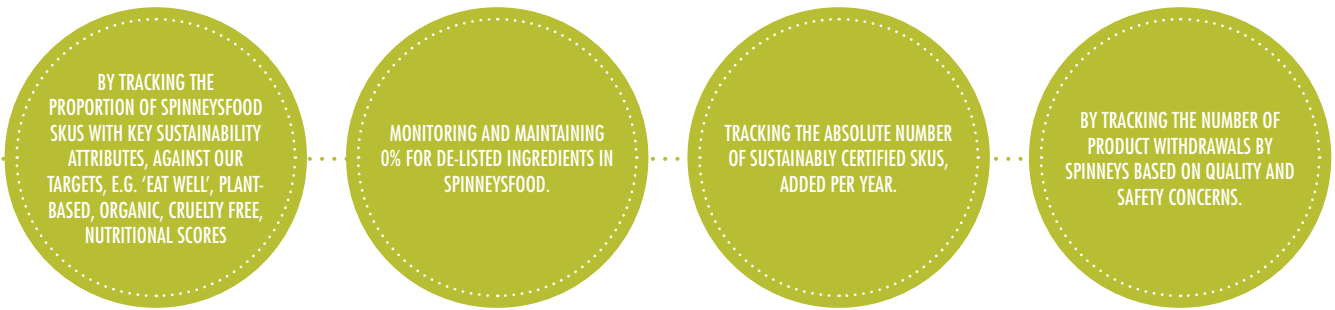 BY TRACKING THE
PROPORTION OF SPINNEYSFOOD
SKUS WITH KEY SUSTAINABILITY
ATTRIBUTES, AGAINST OUR
TARGETS, E.G. ‘EAT WELL’, PLANT-
BASED, ORGANIC, CRUELTY FREE,
NUTRITIONAL SCORES
MONITORING AND MAINTAINING
0% FOR DE-LISTED INGREDIENTS IN
SPINNEYSFOOD.
TRACKING THE ABSOLUTE NUMBER
OF SUSTAINABLY CERTIFIED SKUS,
ADDED PER YEAR.
BY TRACKING THE NUMBER OF
PRODUCT WITHDRAWALS BY
SPINNEYS BASED ON QUALITY AND
SAFETY CONCERNS.